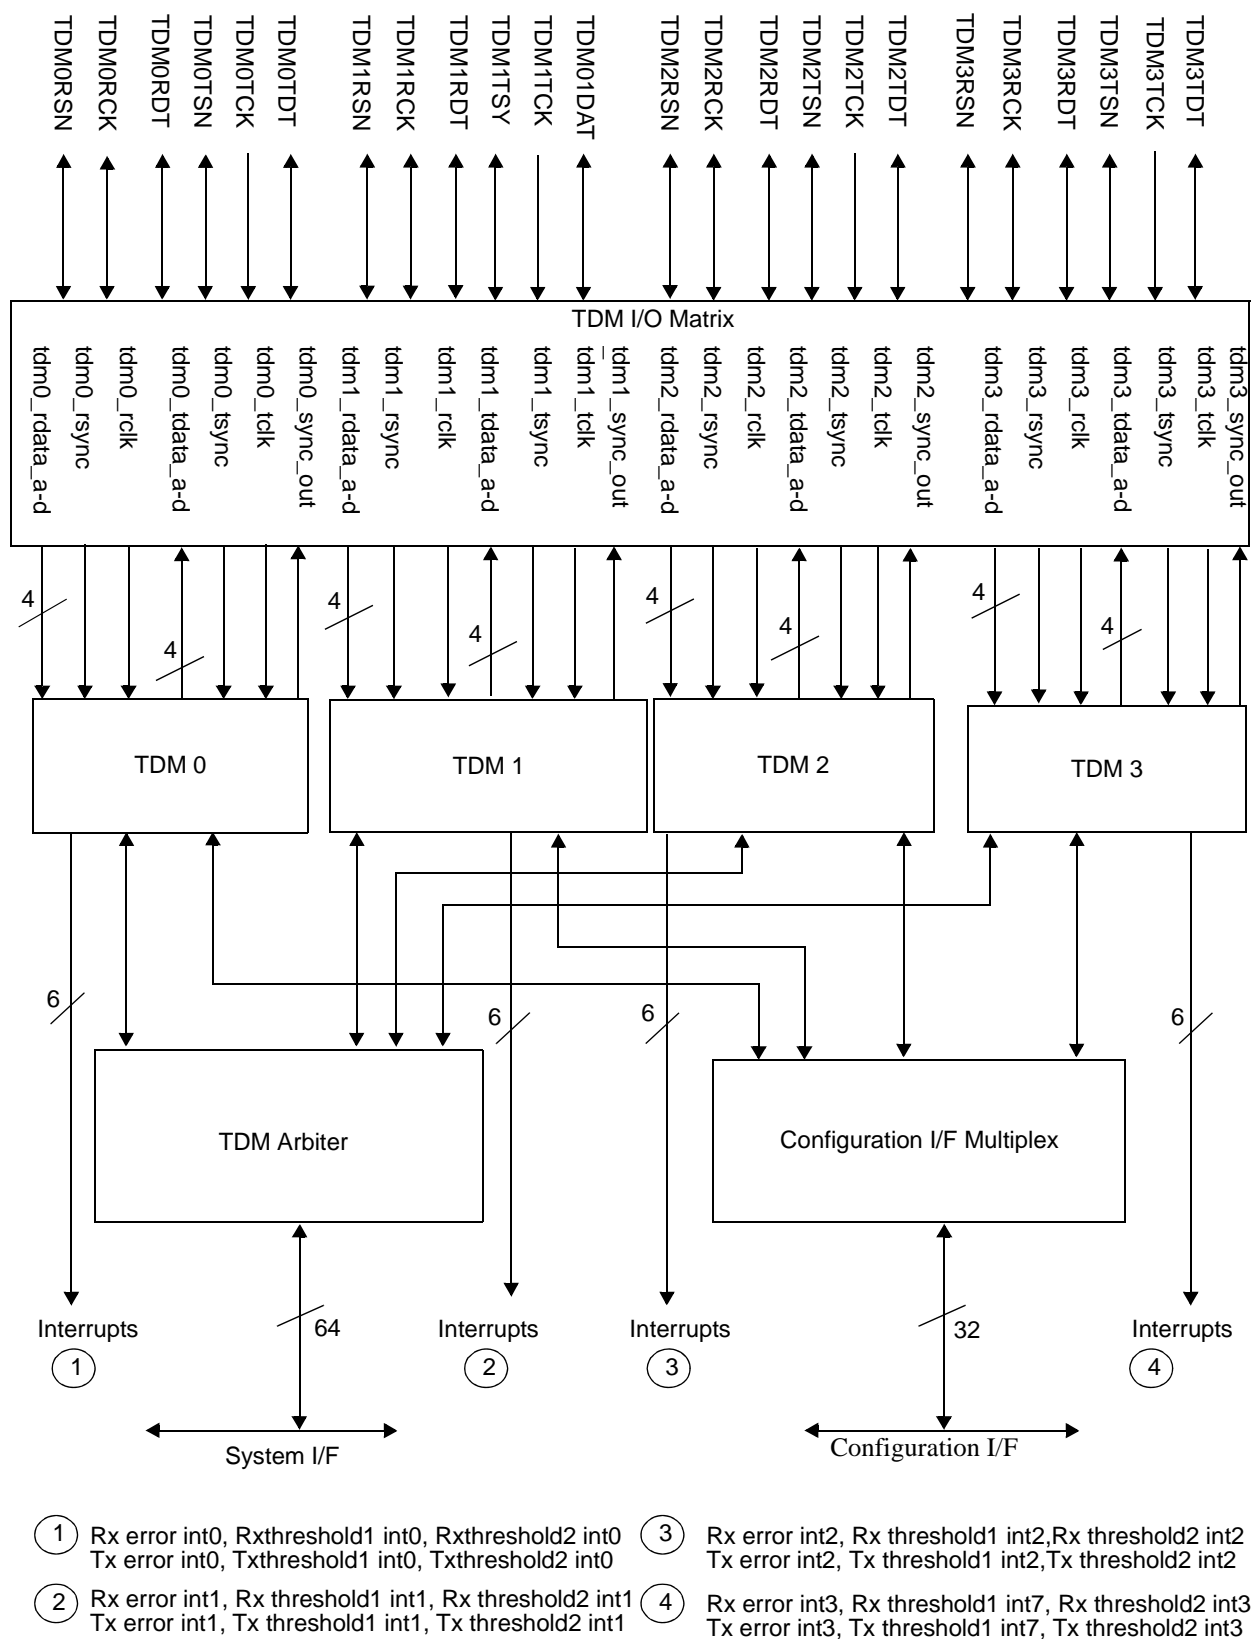 TDM0RSN
TDM0RCK
TDM0RDT
TDM0TSN
TDM0TCK
TDM0TDT
TDM1RSN
TDM1RCK
TDM1RDT
TDM1TSY
TDM1TCK
TDM01DAT
TDM2RSN
TDM2RCK
TDM2RDT
TDM2TSN
TDM2TCK
TDM2TDT
TDM3RSN
TDM3RCK
TDM3RDT
TDM3TSN
TDM3TCK
TDM3TDT
TDM I/O Matrix
tdm0_rdata_a-d
tdm0_rsync
tdm0_rclk
tdm0_tdata_a-d
tdm0_tsync
tdm0_tclk
tdm0_sync_out
tdm1_rdata_a-d
tdm1_rsync
tdm1_rclk
tdm1_tdata_a-d
tdm1_tsync
tdm1_tclk
tdm1_sync_out
tdm2_rdata_a-d
tdm2_rsync
tdm2_rclk
tdm2_tdata_a-d
tdm2_tsync
tdm2_tclk
tdm2_sync_out
tdm3_rdata_a-d
tdm3_rsync
tdm3_rclk
tdm3_tdata_a-d
tdm3_tsync
tdm3_tclk
tdm3_sync_out
4
4
4
4
4
4
4
4
TDM 0
TDM 1
TDM 2
TDM 3
6
6
6
6
TDM Arbiter
Configuration I/F Multiplex
Interrupts
1
64
Interrupts
2
Interrupts
3
32
Interrupts
4
System I/F
Configuration I/F
1 Rx error int0, Rxthreshold1 int0, Rxthreshold2 int0
Tx error int0, Txthreshold1 int0, Txthreshold2 int0
2 Rx error int1, Rx threshold1 int1, Rx threshold2 int1
Tx error int1, Tx threshold1 int1, Tx threshold2 int1
3 Rx error int2, Rx threshold1 int2,Rx threshold2 int2
Tx error int2, Tx threshold1 int2,Tx threshold2 int2
4 Rx error int3, Rx threshold1 int7, Rx threshold2 int3
Tx error int3, Tx threshold1 int7, Tx threshold2 int3